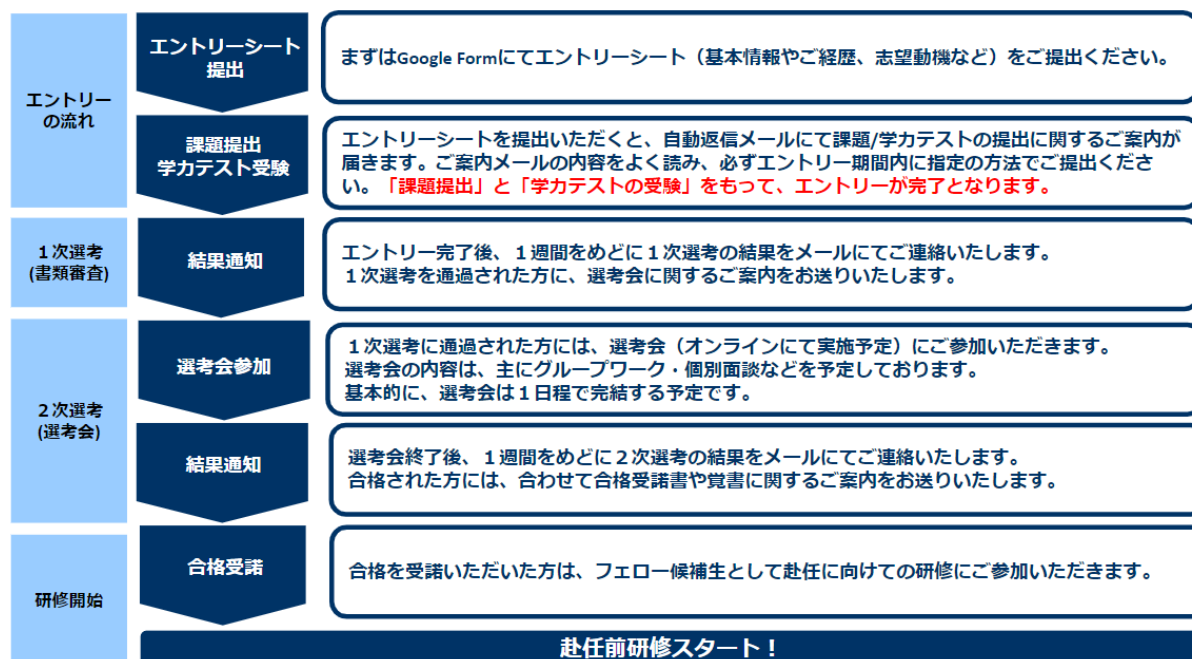 エントリー
の流れ
エントリーシート
提出
まずはGoogle Formにてエントリーシート（基本情報やご経歴、志望動機など）をご提出ください。
課題提出
学力テスト受験
エントリーシートを提出いただくと、自動返信メールにて課題/学力テストの提出に関するご案内が
届きます。ご案内メールの内容をよく読み、必ずエントリー期間内に指定の方法でご提出くださ
い。「課題提出」と「学力テストの受験」をもって、エントリーが完了となります。
１次選考
(書類審査)
結果通知
エントリー完了後、１週間をめどに１次選考の結果をメールにてご連絡いたします。
１次選考を通過された方に、選考会に関するご案内をお送りいたします。
２次選考
(選考会)
選考会参加
１次選考に通過された方には、選考会（オンラインにて実施予定）にご参加いただきます。
選考会の内容は、主にグループワーク・個別面談などを予定しております。
基本的に、選考会は１日程で完結する予定です。
結果通知
選考会終了後、１週間をめどに２次選考の結果をメールにてご連絡いたします。
合格された方には、合わせて合格受諾書や覚書に関するご案内をお送りいたします。
研修開始
合格受諾
合格を受諾いただいた方は、フェロー候補生として赴任に向けての研修にご参加いただきます。
赴任前研修スタート！